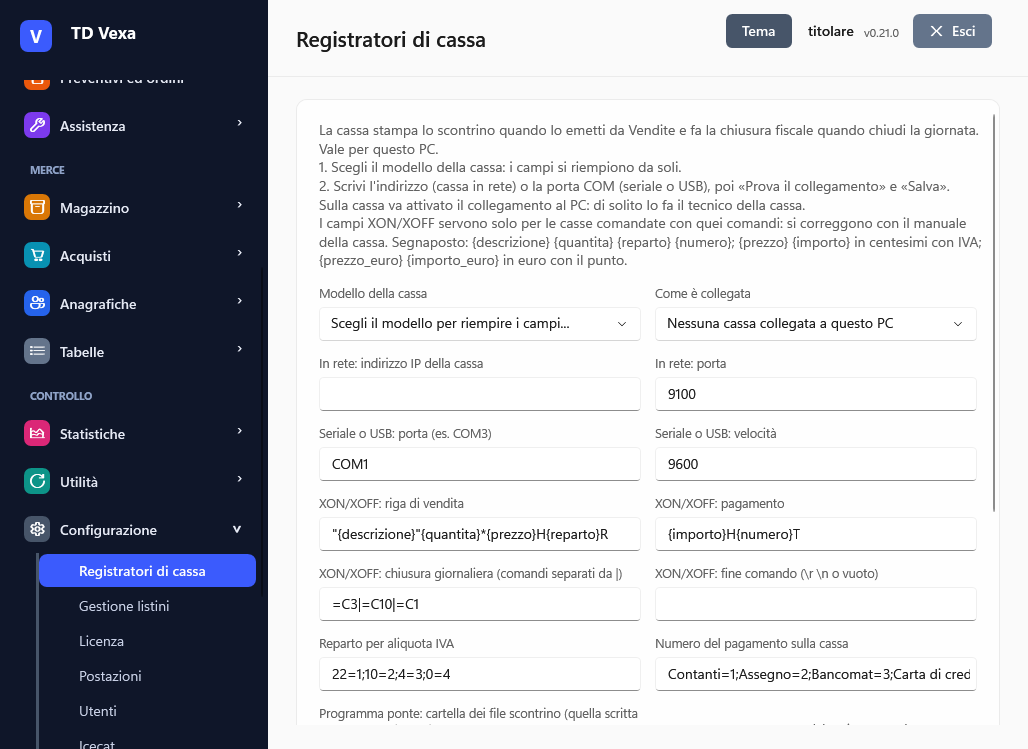 V
TD Vexa
Preventivi ed ordini
Assistenza
MERCE
Magazzino
Acquisti
Anagrafiche
Tabelle
CONTROLLO
Statistiche
Utilità
Configurazione
Registratori di cassa
Gestione listini
Licenza
Postazioni
Utenti
Icecat
Registratori di cassa
Tema
titolare
v0.21.0
Esci
La cassa stampa lo scontrino quando lo emetti da Vendite e fa la chiusura fiscale quando chiudi la giornata.
Vale per questo PC.
1. Scegli il modello della cassa: i campi si riempiono da soli.
2. Scrivi l'indirizzo (cassa in rete) o la porta COM (seriale o USB), poi «Prova il collegamento» e «Salva».
Sulla cassa va attivato il collegamento al PC: di solito lo fa il tecnico della cassa.
I campi XON/XOFF servono solo per le casse comandate con quei comandi: si correggono con il manuale
della cassa. Segnaposto: {descrizione} {quantita} {reparto} {numero}; {prezzo} {importo} in centesimi con IVA;
{prezzo_euro} {importo_euro} in euro con il punto.
Modello della cassa
Come è collegata
Scegli il modello per riempire i campi...
Nessuna cassa collegata a questo PC
In rete: indirizzo IP della cassa
In rete: porta
9100
Seriale o USB: porta (es. COM3)
Seriale o USB: velocità
COM1
9600
XON/XOFF: riga di vendita
XON/XOFF: pagamento
"{descrizione}"{quantita}*{prezzo}H{reparto}R
{importo}H{numero}T
XON/XOFF: chiusura giornaliera (comandi separati da |)
XON/XOFF: fine comando (\r \n o vuoto)
=C3|=C10|=C1
Reparto per aliquota IVA
Numero del pagamento sulla cassa
22=1;10=2;4=3;0=4
Contanti=1;Assegno=2;Bancomat=3;Carta di cred
Programma ponte: cartella dei file scontrino (quella scritta